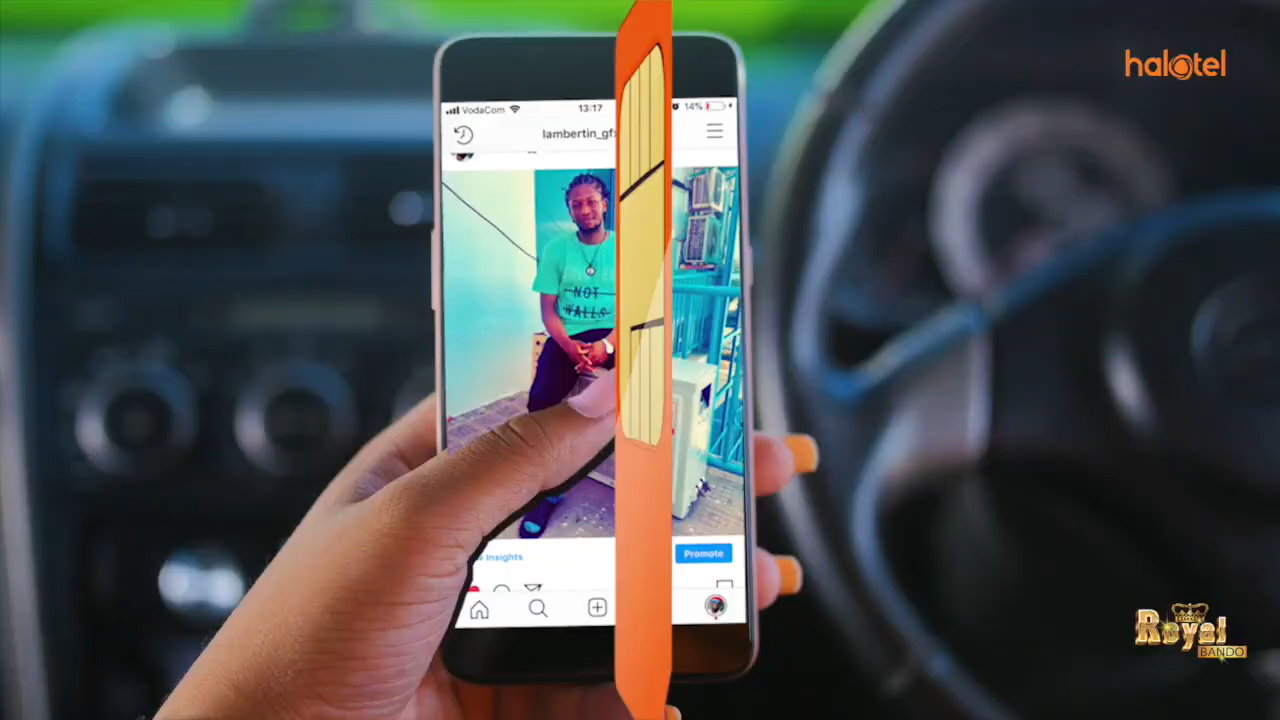 halotel
VodaCom
13:17
14%
lambertin_gf
NOT
WALLS
Insights
Promote
Royal
BANDO